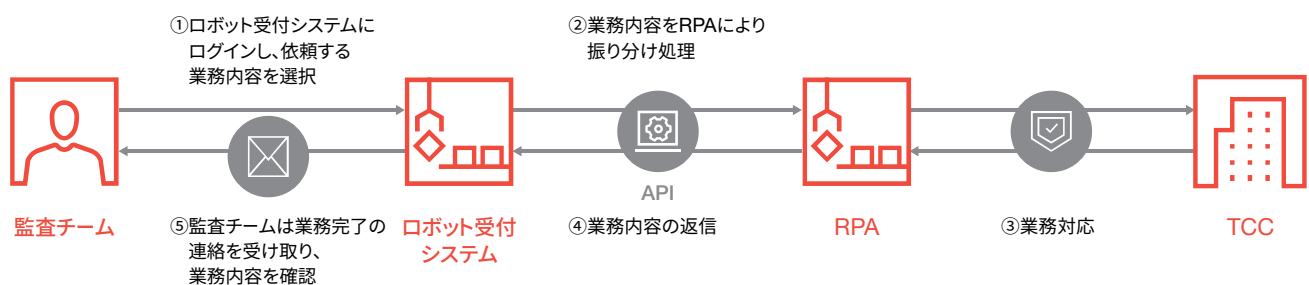 ①ロボット受付システムに
ログインし、依頼する
業務内容を選択
②業務内容をRPAにより
振り分け処理
API
監査チーム
⑤監査チームは業務完了の
連絡を受け取り、
業務内容を確認
ロボット受付
システム
④業務内容の返信
RPA
③業務対応
TCC